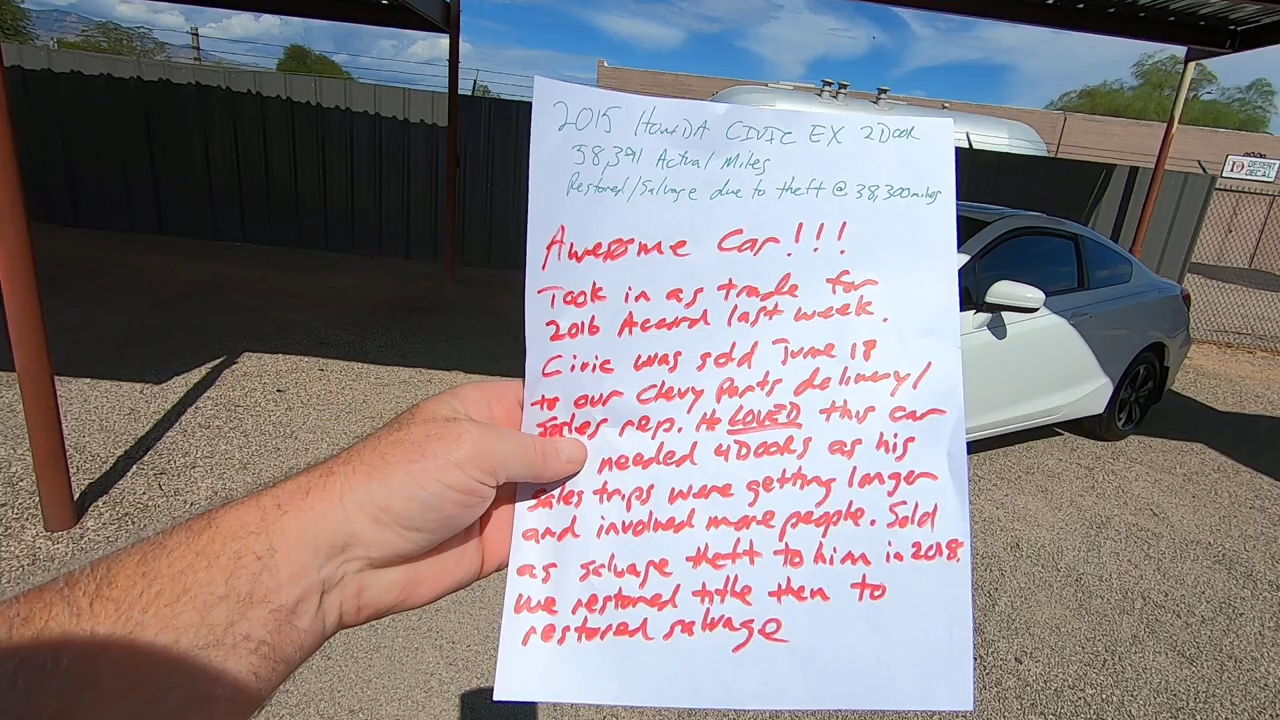 2015 HONDA CIVIC EX 2DOOR
58,391 Actual Miles
Restored/Salvage due to theft @ 38,300 miles
Awesome Car!!!
Took in as trade for
2016 Accord last week.
Civic was sold June 18
to our Chevy Parts delivery/
Sales rep. He LOVED this car
needed 4DOORS as his
sales trips were getting longer
and involved more people. Sold
as salvage theft to him in 2018.
We restored title then to
restored salvage
DESERT
DECAL